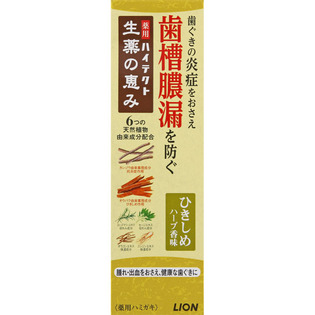 歯ぐきの炎症をおさえ
歯槽膿漏を防ぐ
薬用
ハイテクト
生薬の恵み
6つの
天然植物
由来成分配合
ひきしめ
ハーブ香味
腫れ・出血をおさえ、健康な歯ぐきに
〈薬用ハミガキ〉
LION